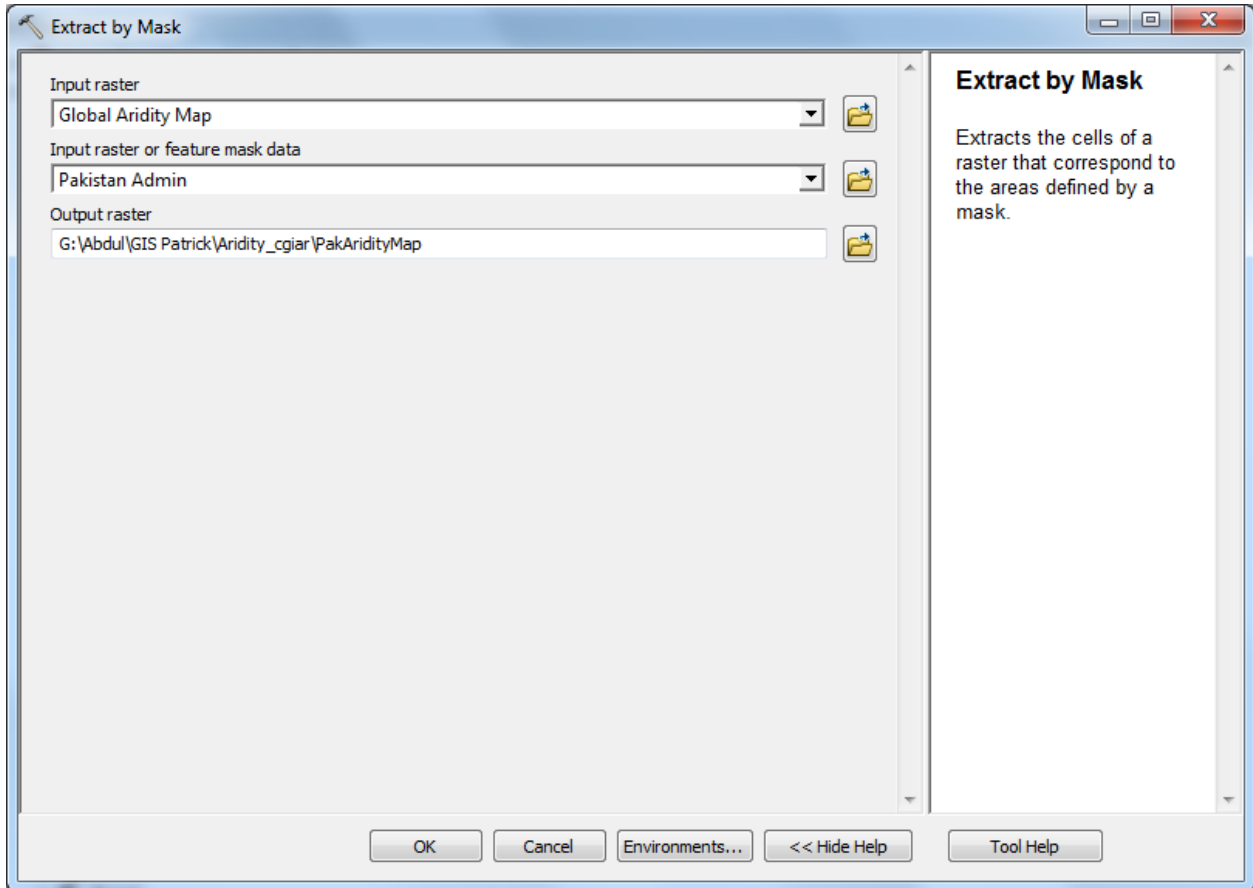 Extract by Mask
Input raster
Global Aridity Map
Input raster or feature mask data
Pakistan Admin
Output raster
G:\Abdul\GIS Patrick\Aridity_cgiar\PakAridityMap
OK
Cancel
Environments...
<< Hide Help
Extract by Mask
Extracts the cells of a
raster that correspond to
the areas defined by a
mask.
Tool Help